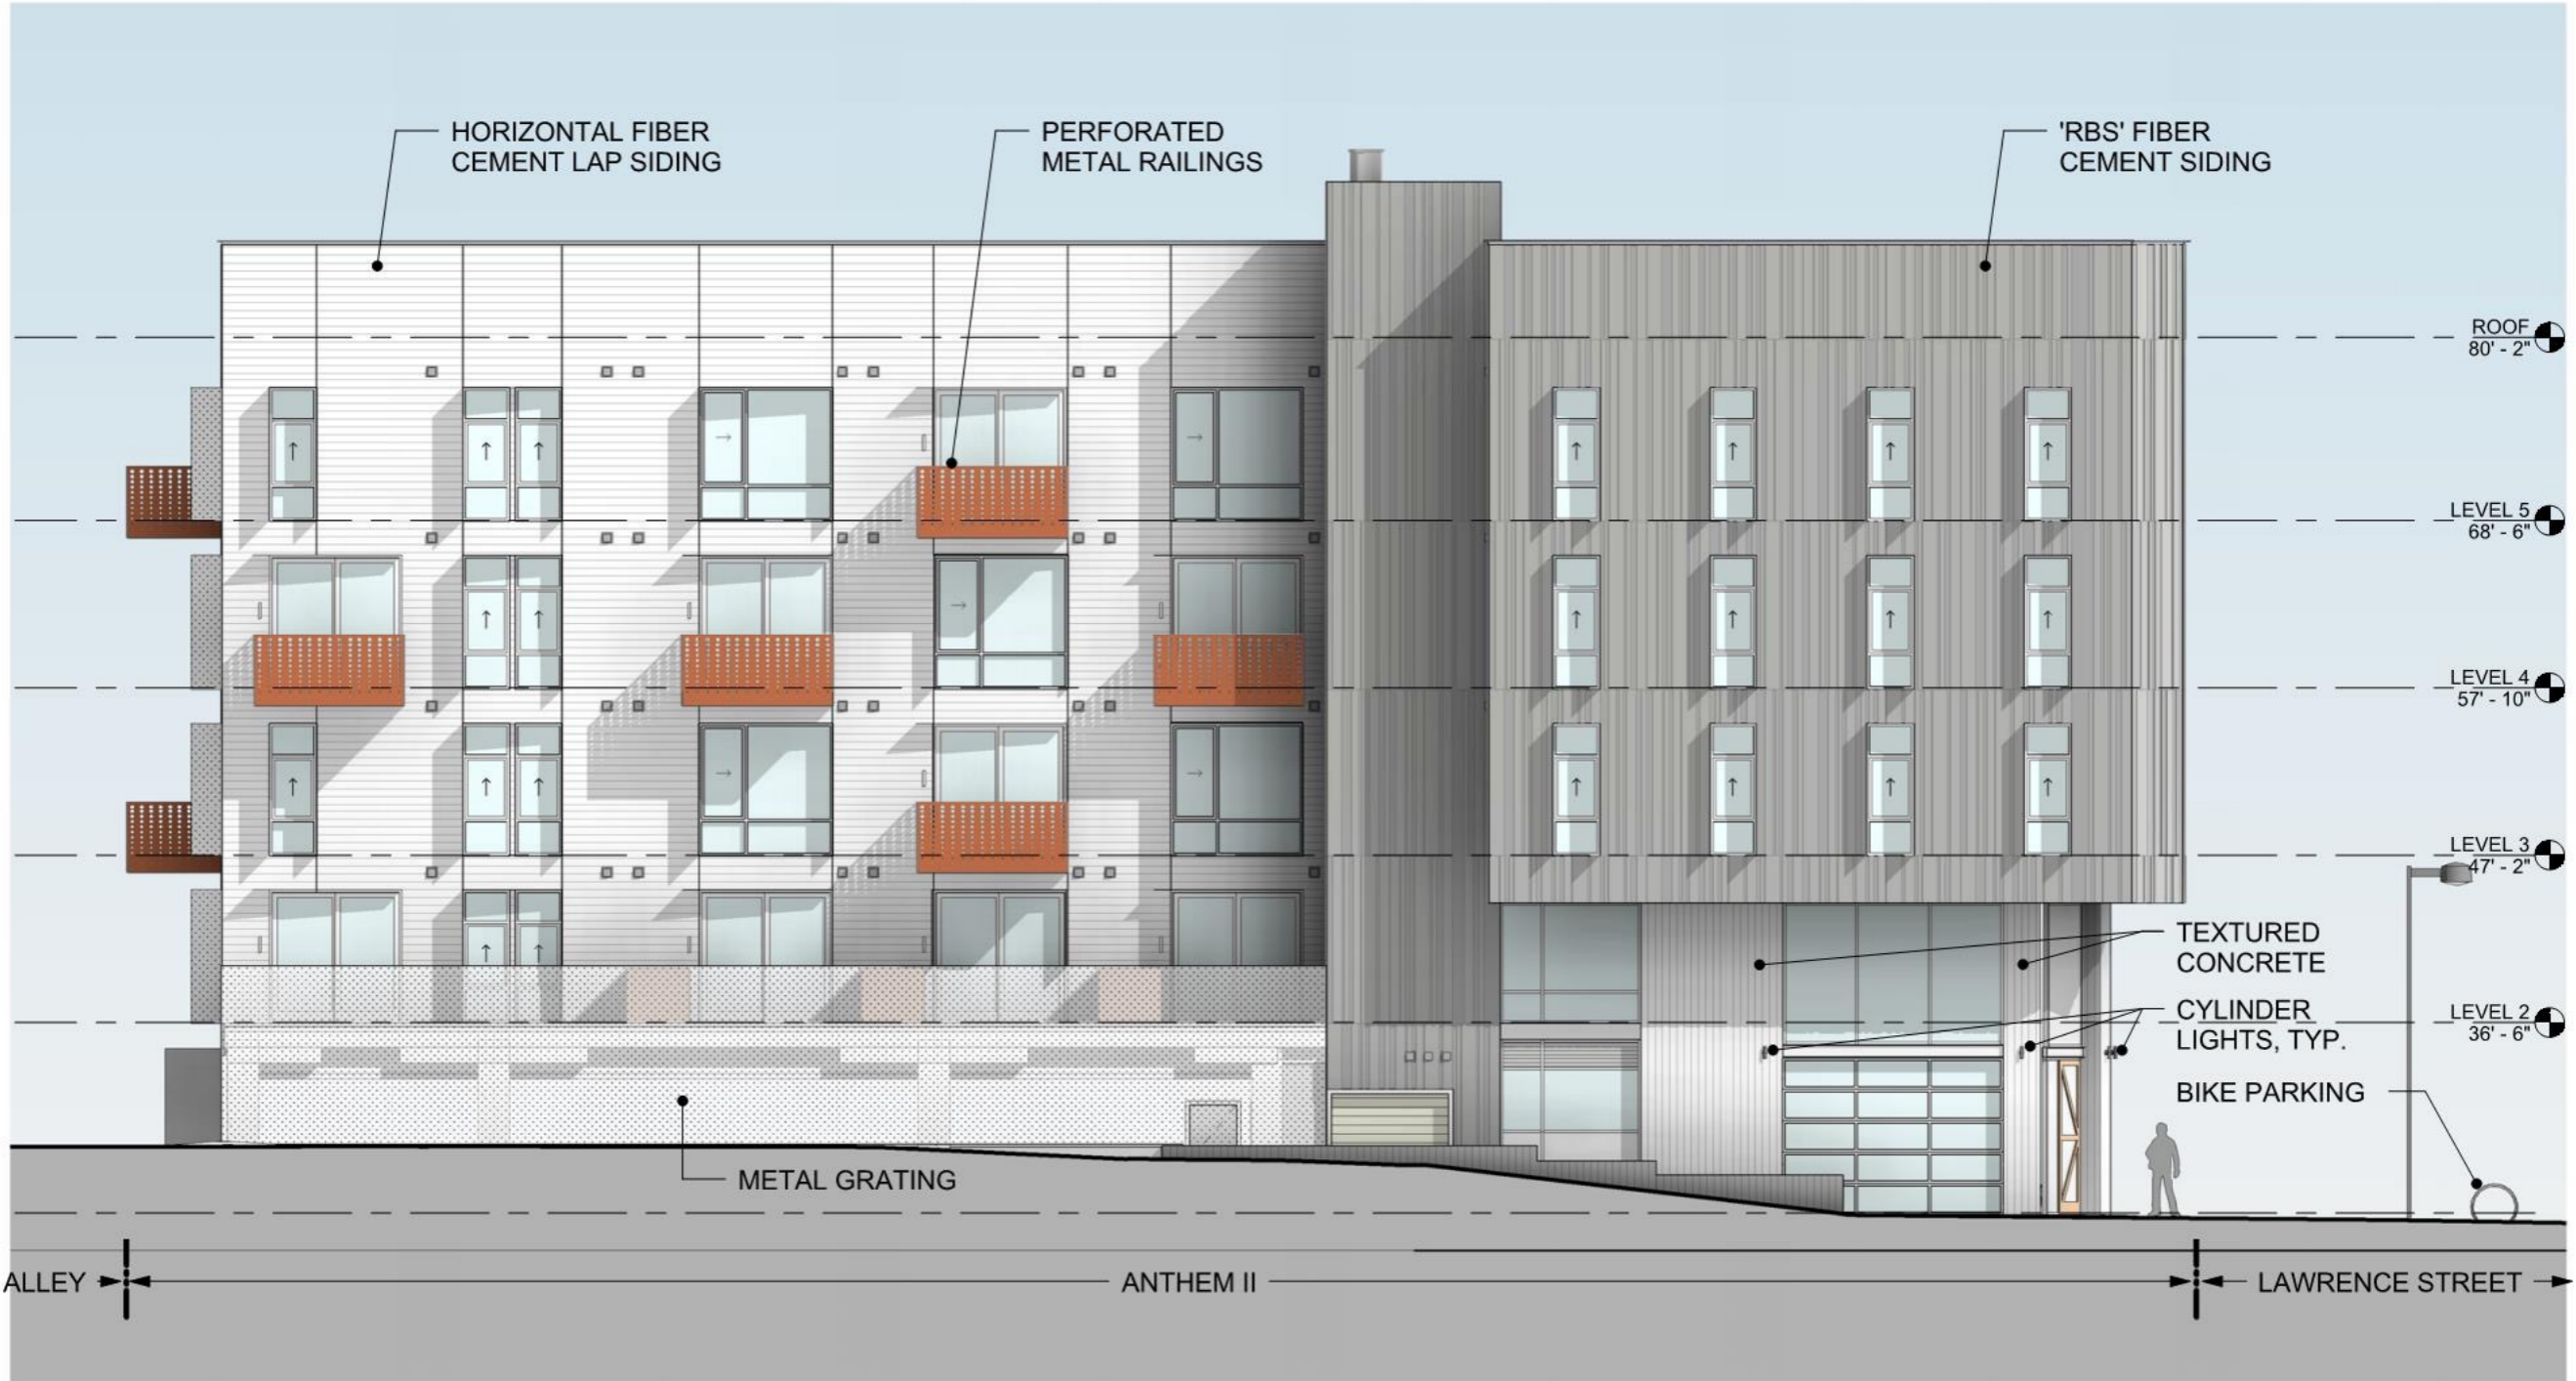 HORIZONTAL FIBER
CEMENT LAP SIDING
PERFORATED
METAL RAILINGS
'RBS' FIBER
CEMENT SIDING
ROOF
80' - 2"
LEVEL 5
68' - 6"
LEVEL 4
57' - 10"
LEVEL 3
47' - 2"
TEXTURED
CONCRETE
LEVEL 2
36' - 6"
CYLINDER
LIGHTS, TYP.
BIKE PARKING
METAL GRATING
ALLEY
ANTHEM II
LAWRENCE STREET